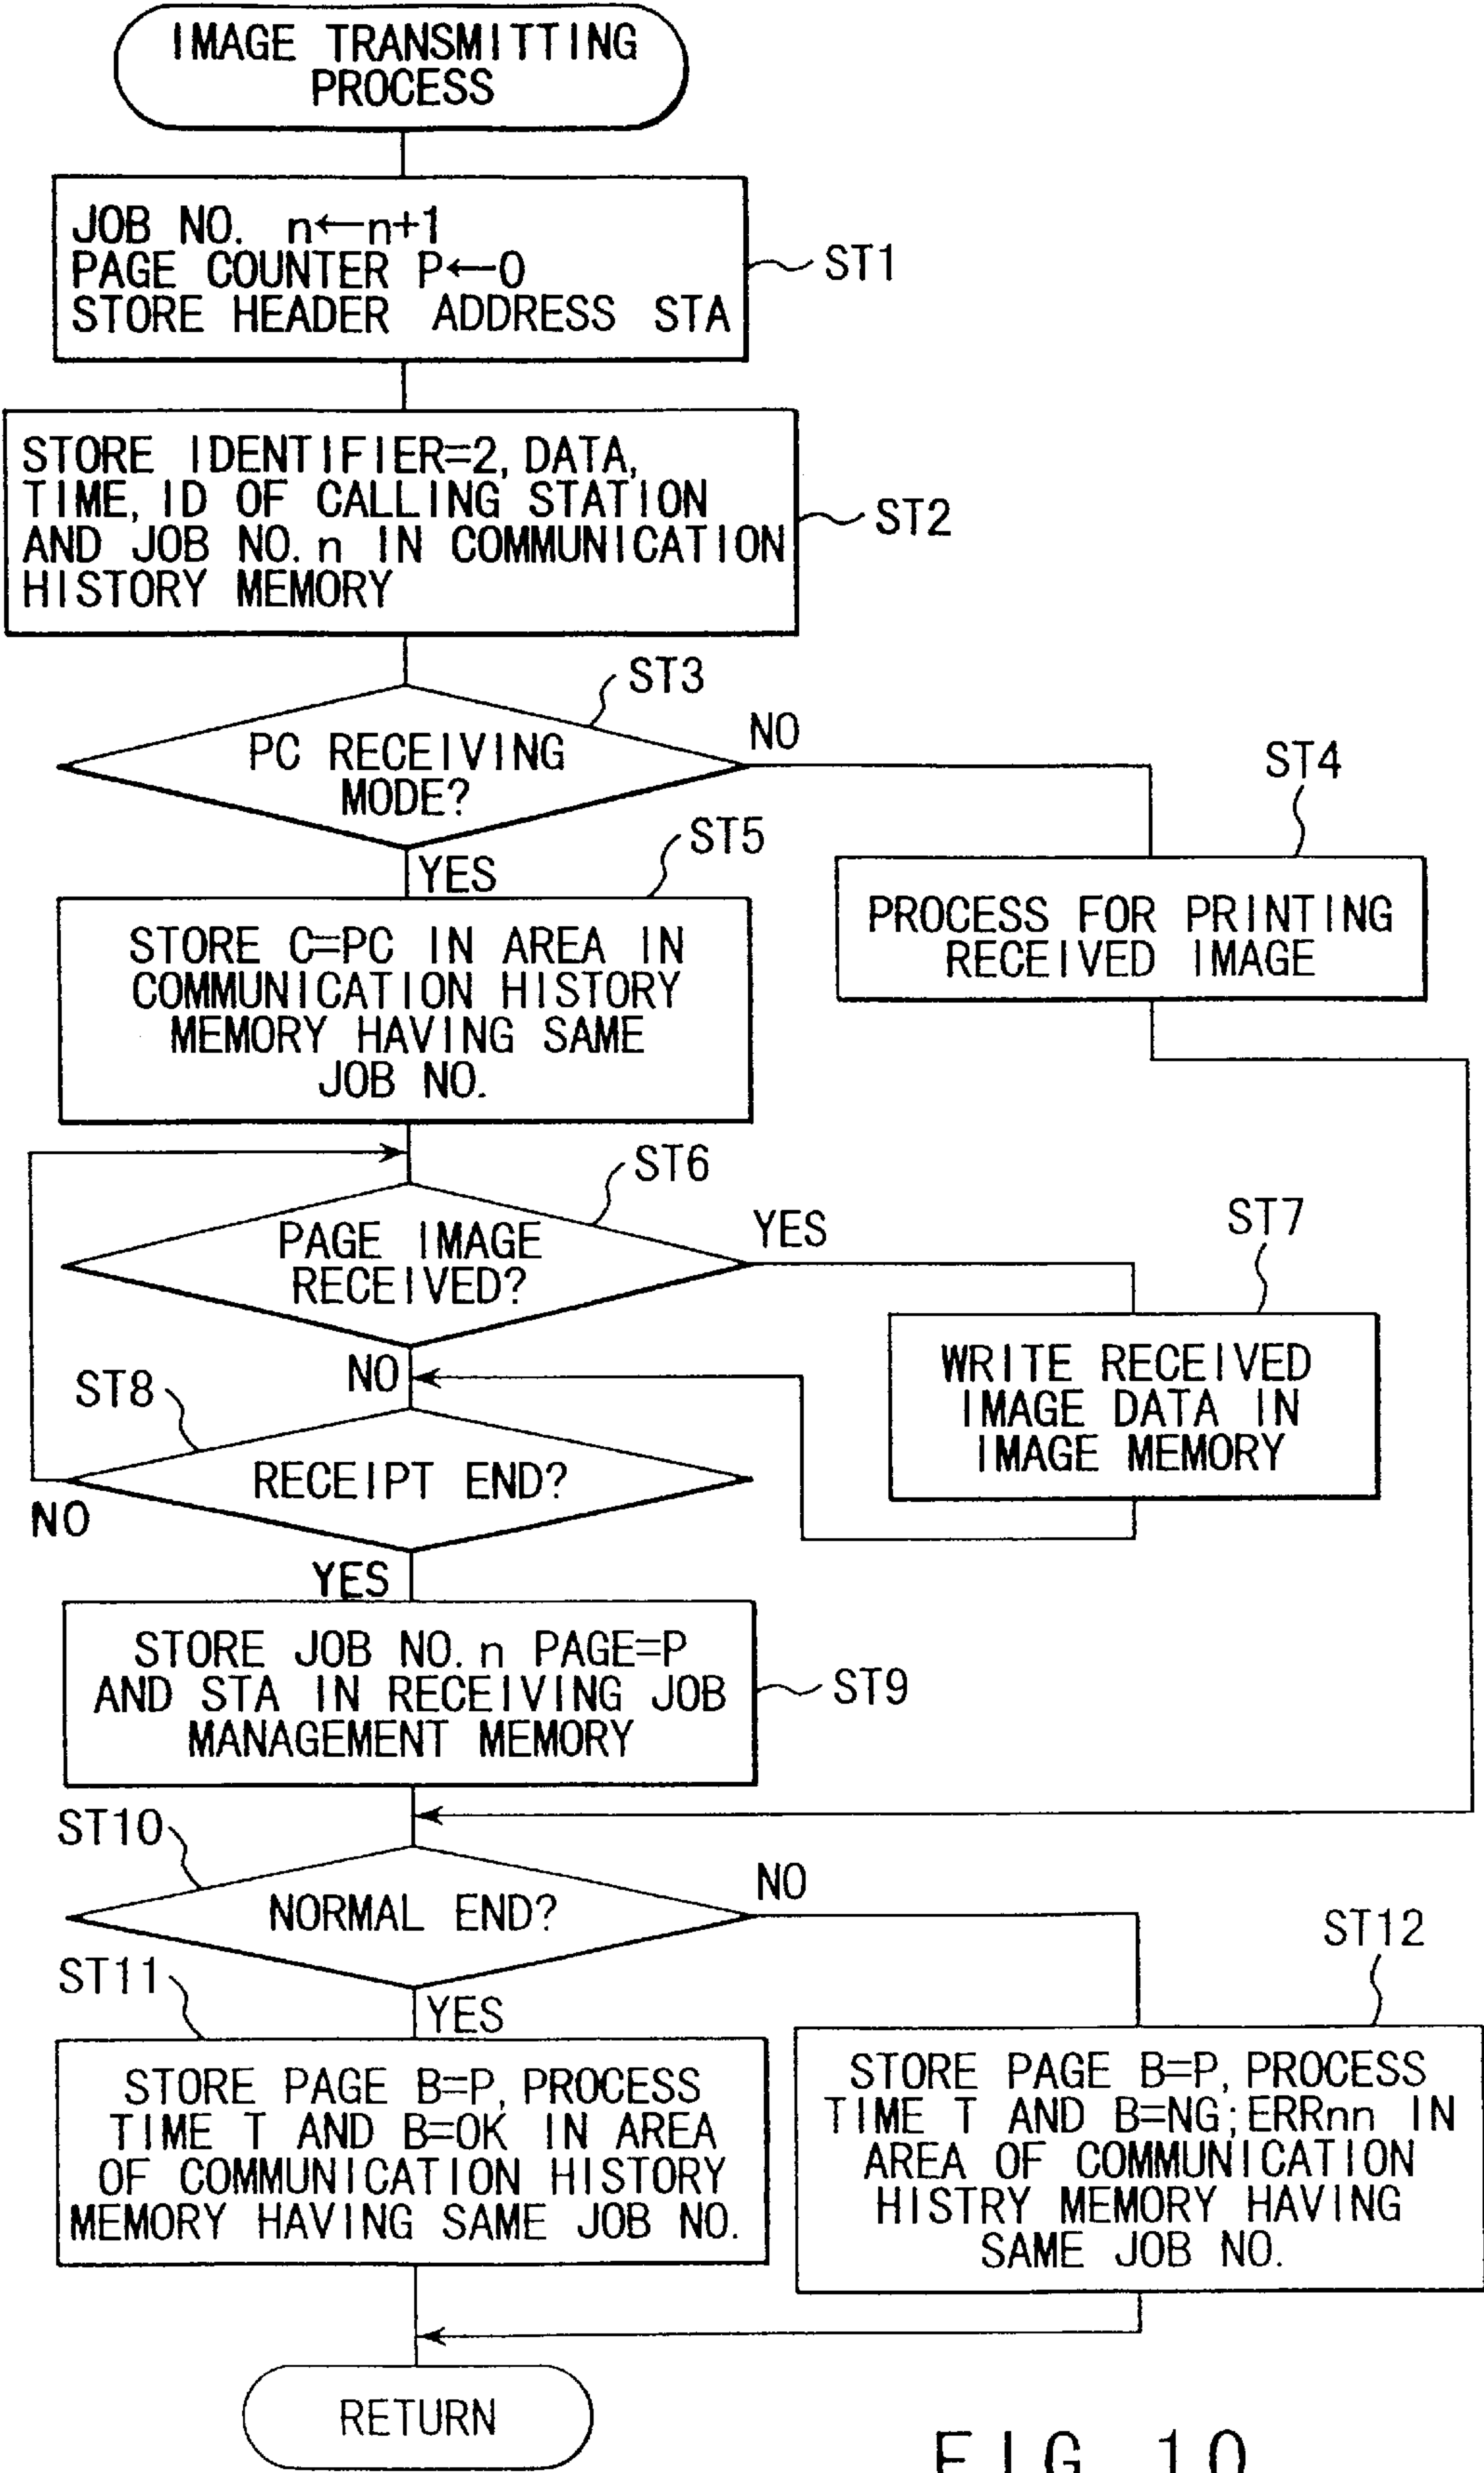 IMAGE TRANSMITTING
PROCESS
JOB NO. n←n+1
PAGE COUNTER P←0
STORE HEADER ADDRESS STA
ST1
STORE IDENTIFIER=2, DATA,
TIME, ID OF CALLING STATION
AND JOB NO. n IN COMMUNICATION
HISTORY MEMORY
ST2
ST3
PC RECEIVING
MODE?
NO
YES
ST4
PROCESS FOR PRINTING
RECEIVED IMAGE
ST5
STORE C=PC IN AREA IN
COMMUNICATION HISTORY
MEMORY HAVING SAME
JOB NO.
ST6
PAGE IMAGE
RECEIVED?
YES
NO
ST7
WRITE RECEIVED
IMAGE DATA IN
IMAGE MEMORY
ST8
RECEIPT END?
NO
YES
STORE JOB NO. n PAGE=P
AND STA IN RECEIVING JOB
MANAGEMENT MEMORY
ST9
ST10
NORMAL END?
NO
YES
ST11
STORE PAGE B=P, PROCESS
TIME T AND B=OK IN AREA
OF COMMUNICATION HISTORY
MEMORY HAVING SAME JOB NO.
ST12
STORE PAGE B=P, PROCESS
TIME T AND B=NG;ERRnn IN
AREA OF COMMUNICATION
HISTRY MEMORY HAVING
SAME JOB NO.
RETURN
FIG 10